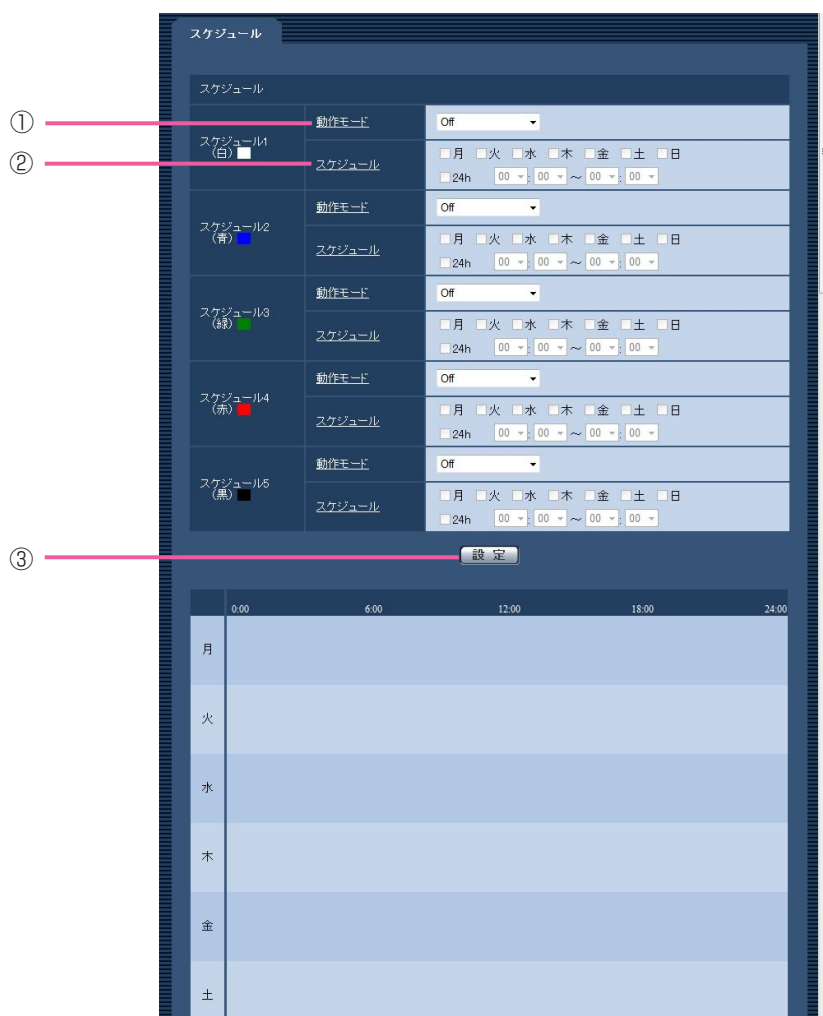 スケジュール
スケジュール
①
スケジュール1
(白)
動作モード
Off
②
スケジュール
月 火 水 木 金 土 日
24h 00 : 00 ～ 00 : 00
スケジュール2
(青)
動作モード
Off
スケジュール
月 火 水 木 金 土 日
24h 00 : 00 ～ 00 : 00
スケジュール3
(緑)
動作モード
Off
スケジュール
月 火 水 木 金 土 日
24h 00 : 00 ～ 00 : 00
スケジュール4
(赤)
動作モード
Off
スケジュール
月 火 水 木 金 土 日
24h 00 : 00 ～ 00 : 00
スケジュール5
(黒)
動作モード
Off
スケジュール
月 火 水 木 金 土 日
24h 00 : 00 ～ 00 : 00
③
設 定
0:00 6:00 12:00 18:00 24:00
月
火
水
木
金
土